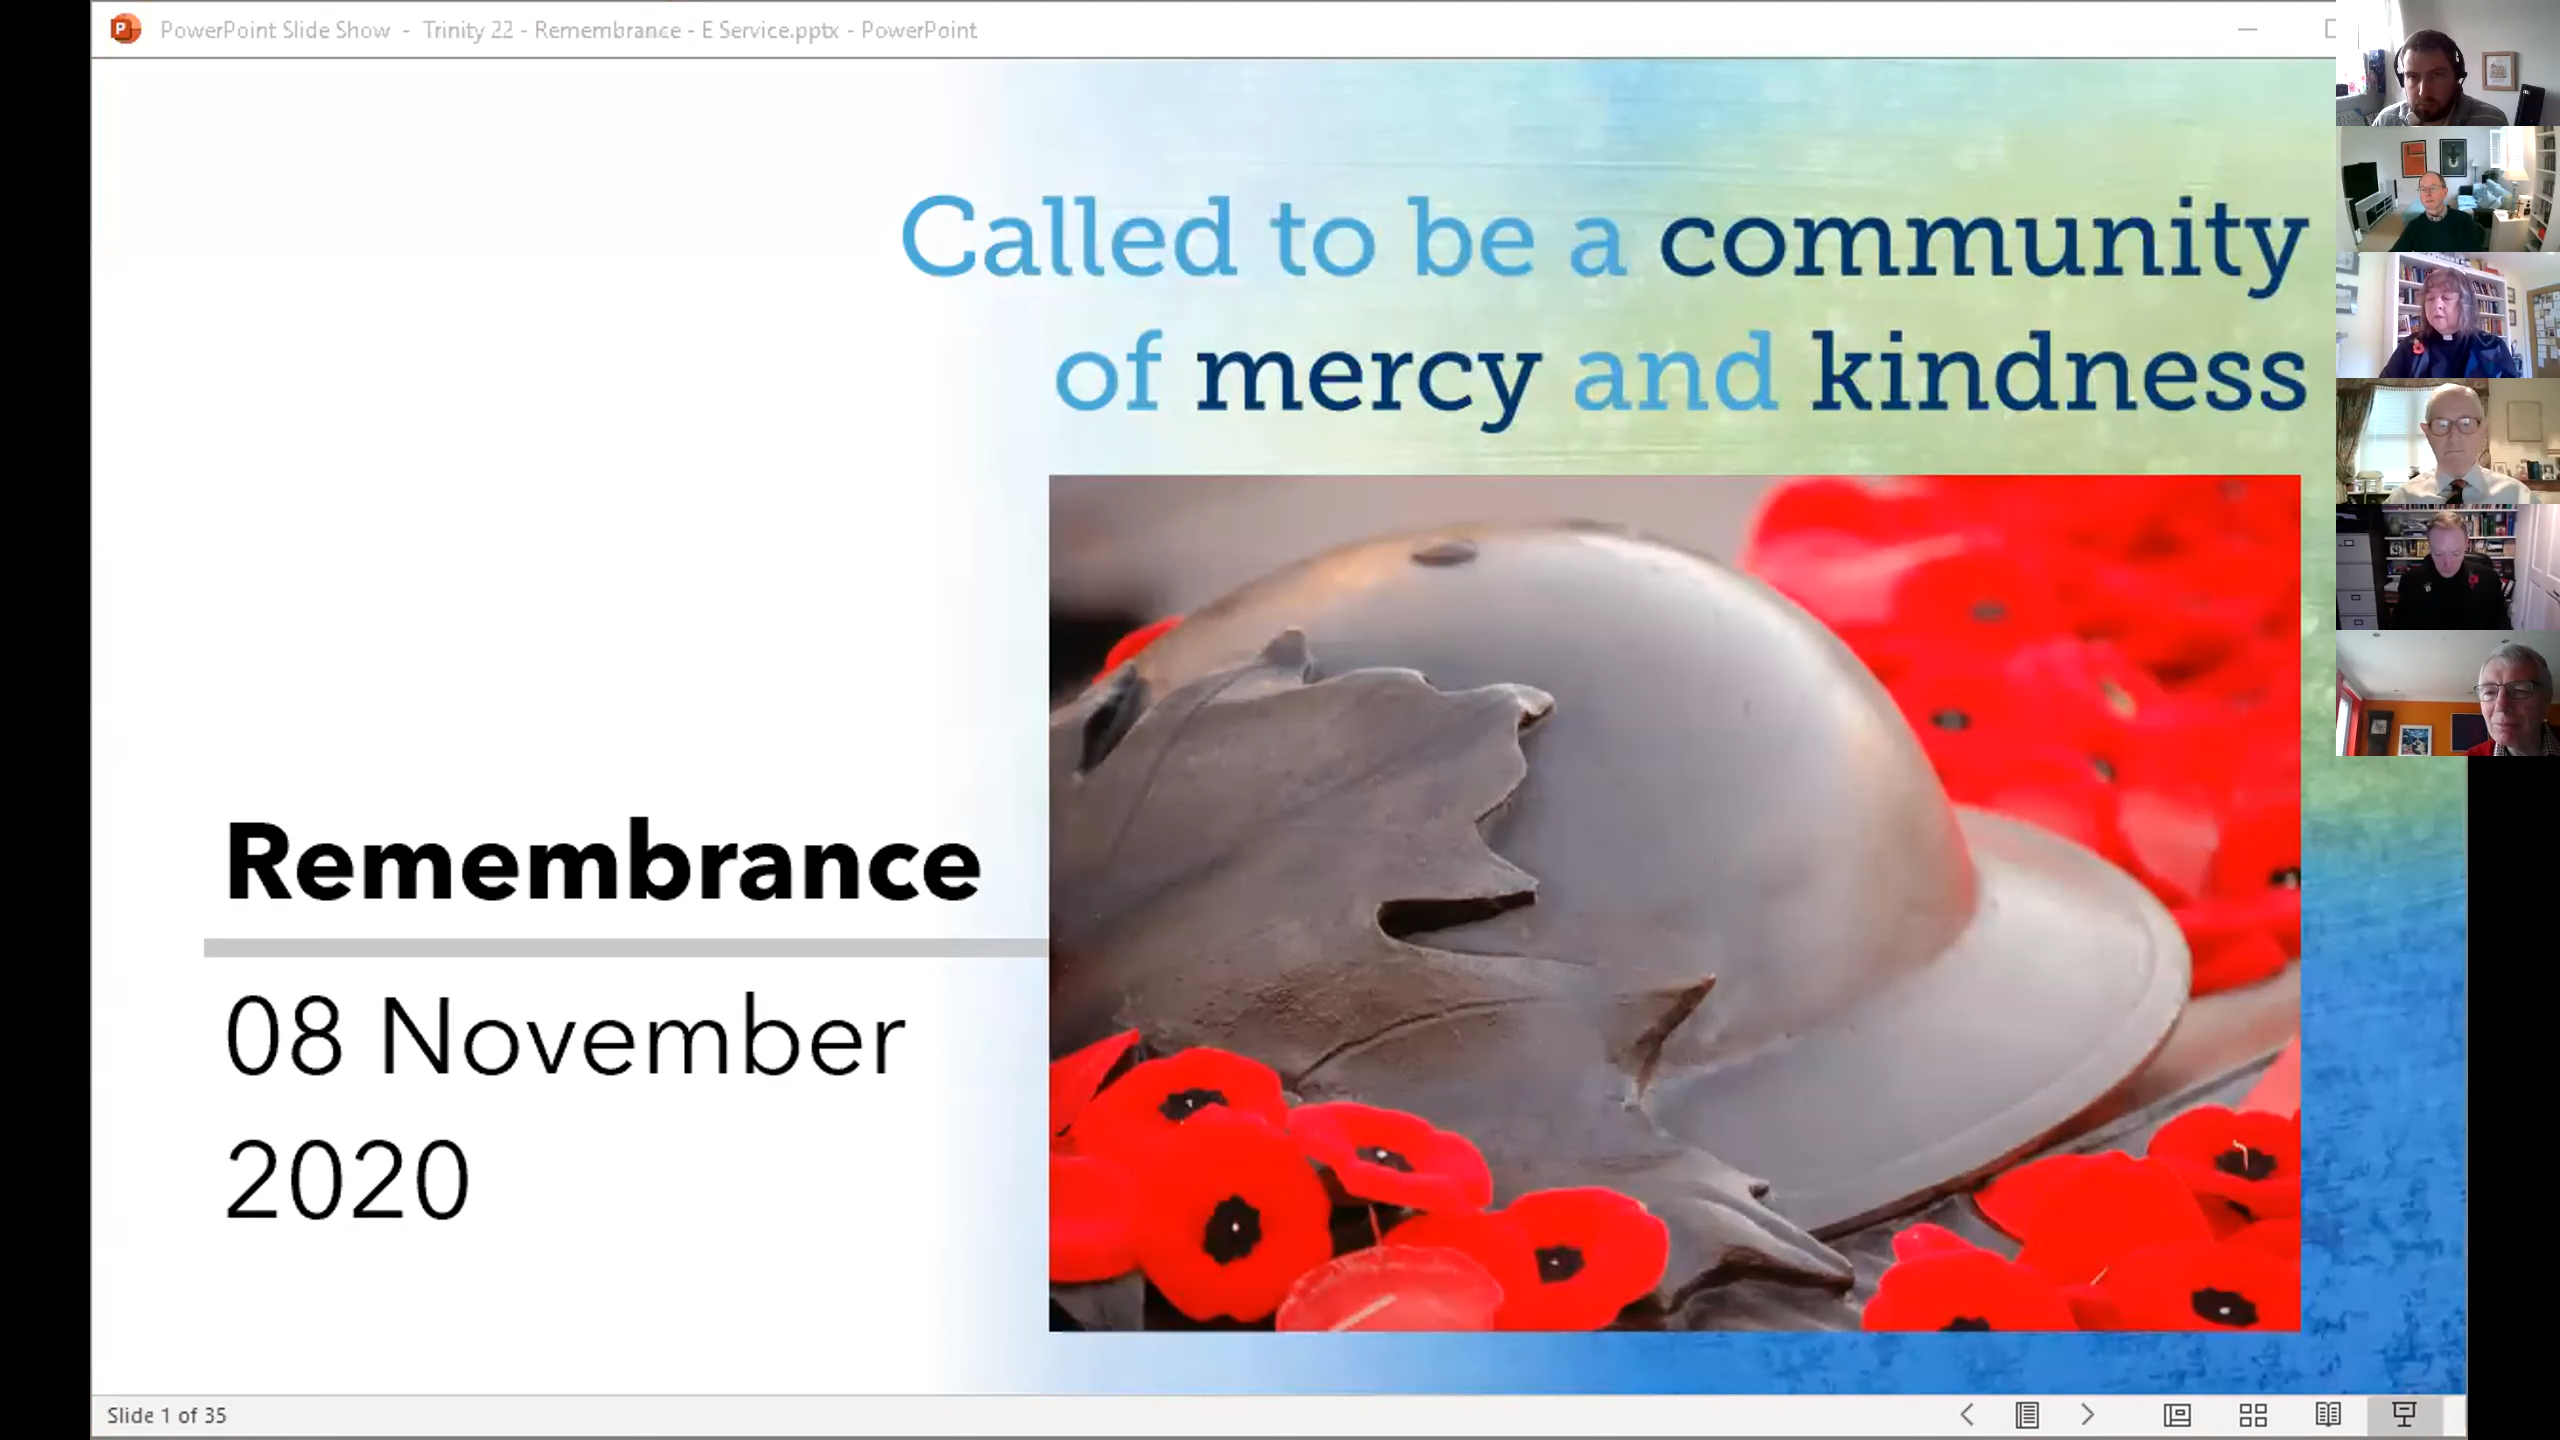 PowerPoint Slide Show - Trinity 22 - Remembrance - E Service.pptx - PowerPoint
Called to be a community
of mercy and kindness
Remembrance
08 November
2020
Slide 1 of 35